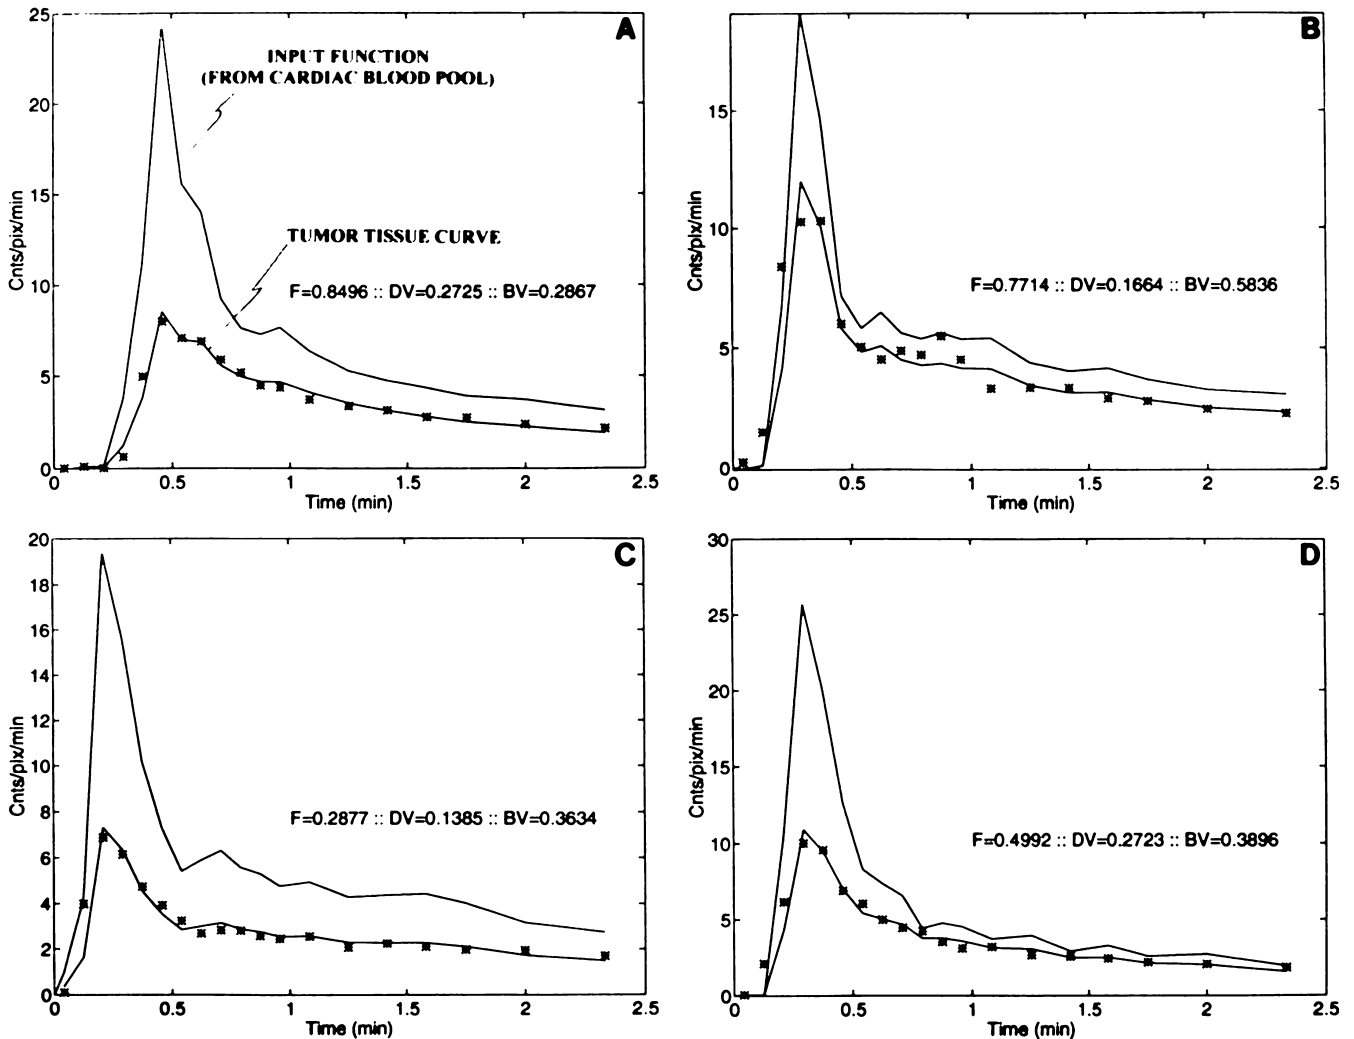 A
25
20
15
10
5
0
Cnts/pix/min
INPUT FUNCTION
(FROM CARDIAC BLOOD POOL)
TUMOR TISSUE CURVE
F=0.8496 :: DV=0.2725 :: BV=0.2867
0 0.5 1 1.5 2 2.5
Time (min)
B
15
10
5
0
Cnts/pix/min
F=0.7714 :: DV=0.1664 :: BV=0.5836
0 0.5 1 1.5 2 2.5
Time (min)
C
20
18
16
14
12
10
8
6
4
2
0
Cnts/pix/min
F=0.2877 :: DV=0.1385 :: BV=0.3634
0 0.5 1 1.5 2 2.5
Time (min)
D
30
25
20
15
10
5
0
Cnts/pix/min
F=0.4992 :: DV=0.2723 :: BV=0.3896
0 0.5 1 1.5 2 2.5
Time (min)